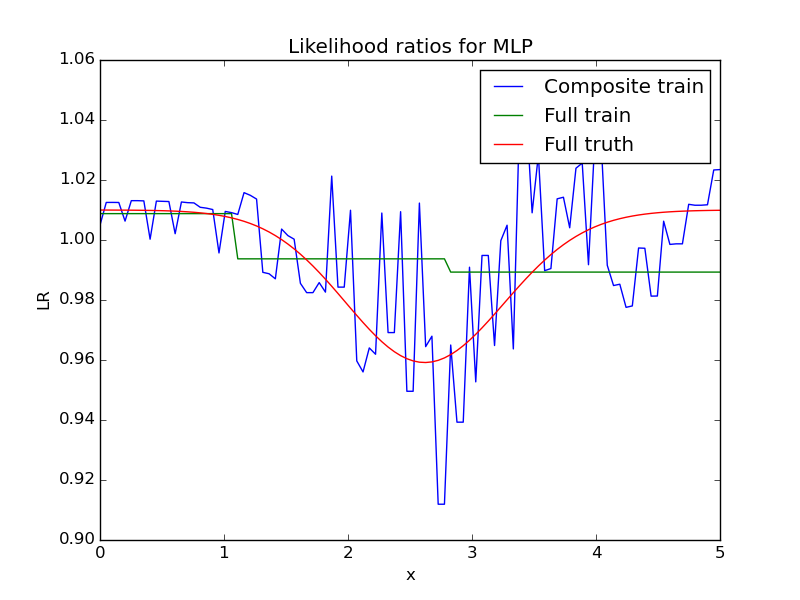 Likelihood ratios for MLP
1.06
1.04
1.02
1.00
0.98
0.96
0.94
0.92
0.90
LR
Composite train
Full train
Full truth
0 1 2 3 4 5
x